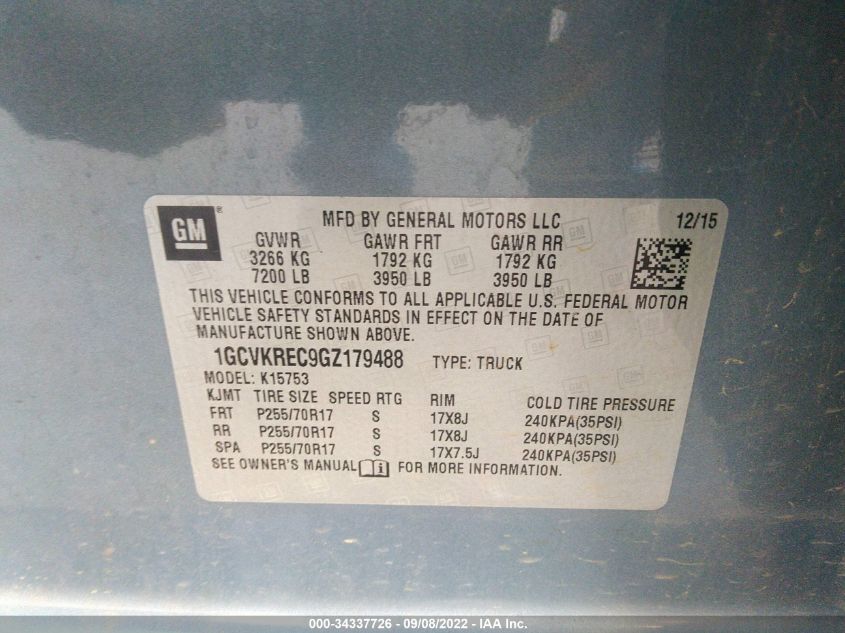 GM®
MFD BY GENERAL MOTORS LLC 12/15
GVWR GAWR FRT GAWR RR
3266 KG 1792 KG 1792 KG
7200 LB 3950 LB 3950 LB
THIS VEHICLE CONFORMS TO ALL APPLICABLE U.S. FEDERAL MOTOR
VEHICLE SAFETY STANDARDS IN EFFECT ON THE DATE OF
MANUFACTURE SHOWN ABOVE.
1GCVKREC9GZ179488 TYPE: TRUCK
MODEL: K15753
KJMT TIRE SIZE SPEED RTG RIM COLD TIRE PRESSURE
FRT P255/70R17 S 17X8J 240KPA(35PSI)
RR P255/70R17 S 17X8J 240KPA(35PSI)
SPA P255/70R17 S 17X7.5J 240KPA(35PSI)
SEE OWNER'S MANUAL i FOR MORE INFORMATION.
000-34337726 - 09/08/2022 - IAA Inc.